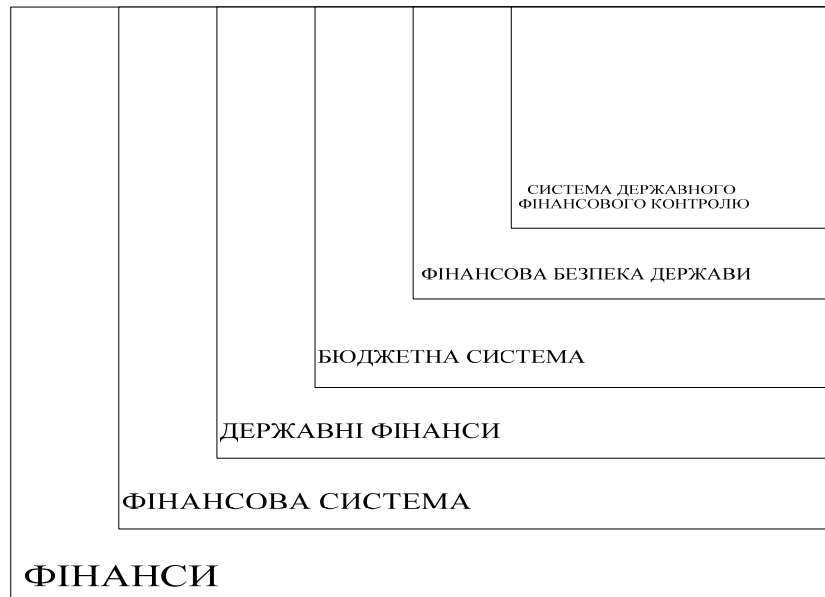 СИСТЕМА ДЕРЖАВНОГО
ФІНАНСОВОГО КОНТРОЛЮ
ФІНАНСОВА БЕЗПЕКА ДЕРЖАВИ
БЮДЖЕТНА СИСТЕМА
ДЕРЖАВНІ ФІНАНСИ
ФІНАНСОВА СИСТЕМА
ФІНАНСИ